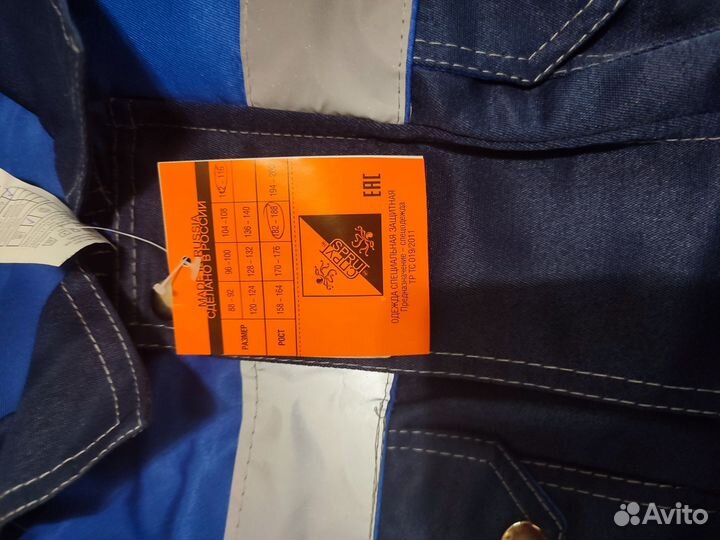 MADE RUSSIA
СДЕЛАНО В РОССИИ
РАЗМЕР
88 - 92 96 - 100 104 - 108 112 - 116
120 - 124 128 - 132 136 - 140
РОСТ 158 - 164 170 - 176 182 - 188 194 - 200
SPRUT
EAC
ОДЕЖДА СПЕЦИАЛЬНАЯ ЗАЩИТНАЯ
Предназначение – спецодежда
ТР ТС 019/2011
Avito